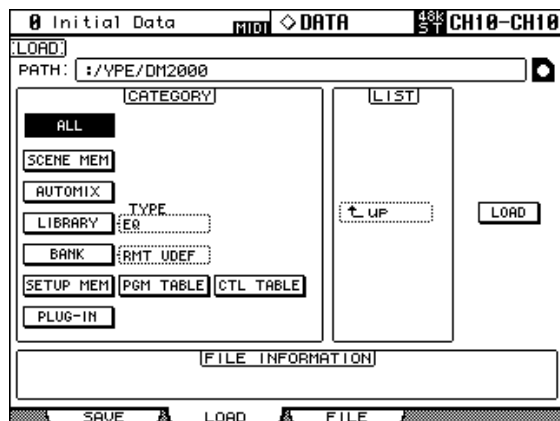 0 Initial Data MIDI ◇DATA 48K ST CH10-CH10
LOAD
PATH: :/YPE/DM2000
CATEGORY LIST
ALL
SCENE MEM
AUTOMIX
TYPE
LIBRARY EQ UP LOAD
BANK RMT UDEF
SETUP MEM PGM TABLE CTL TABLE
PLUG-IN
FILE INFORMATION
SAVE LOAD FILE